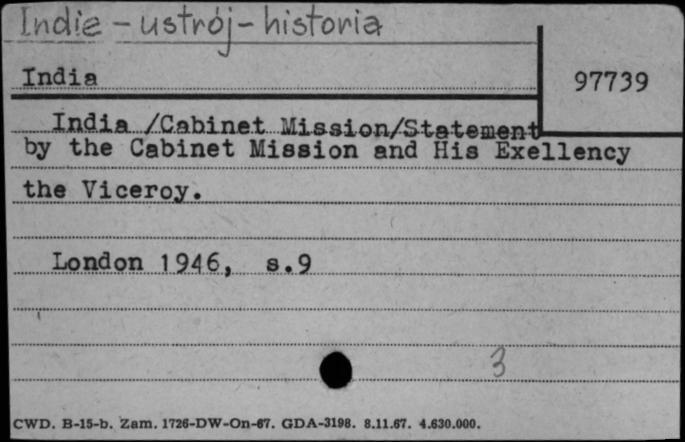 Indie - ustrój - historia
India
97739
India /Cabinet Mission/Statement
by the Cabinet Mission and His Exellency
the Viceroy.
London 1946, s.9
3
CWD. B-15-b. Zam. 1726-DW-On-67. GDA-3198. 8.11.67. 4.630.000.